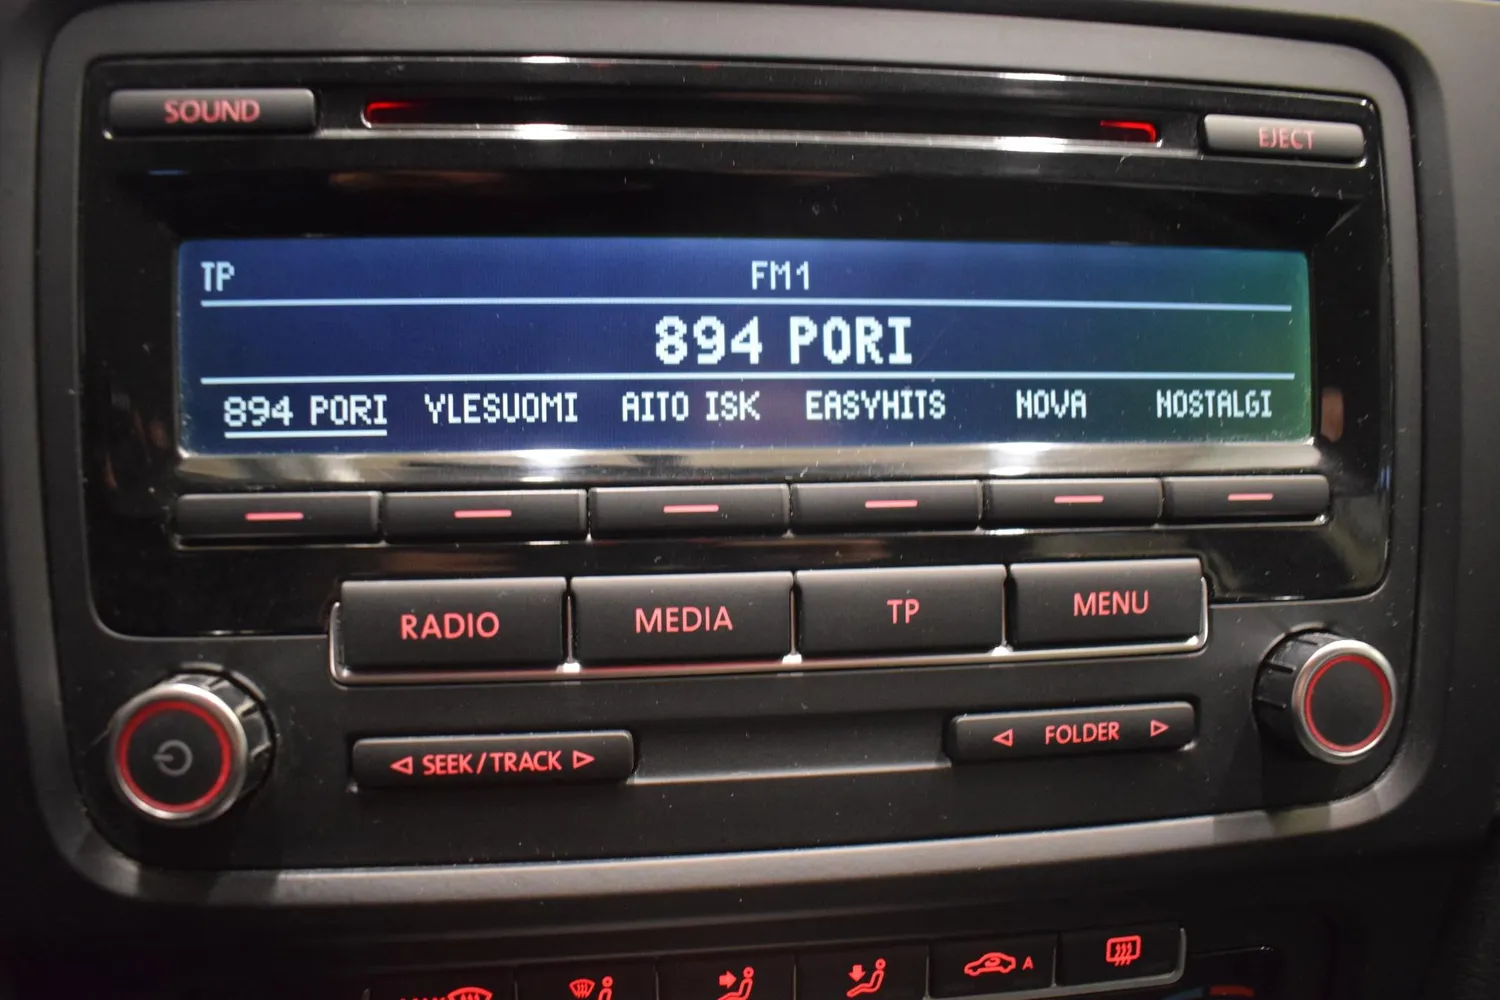 SOUND EJECT
TP FM1
894 PORI
894 PORI YLESUOMI AITO ISK EASYHITS NOVA NOSTALGI
RADIO MEDIA TP MENU
SEEK/TRACK FOLDER
A